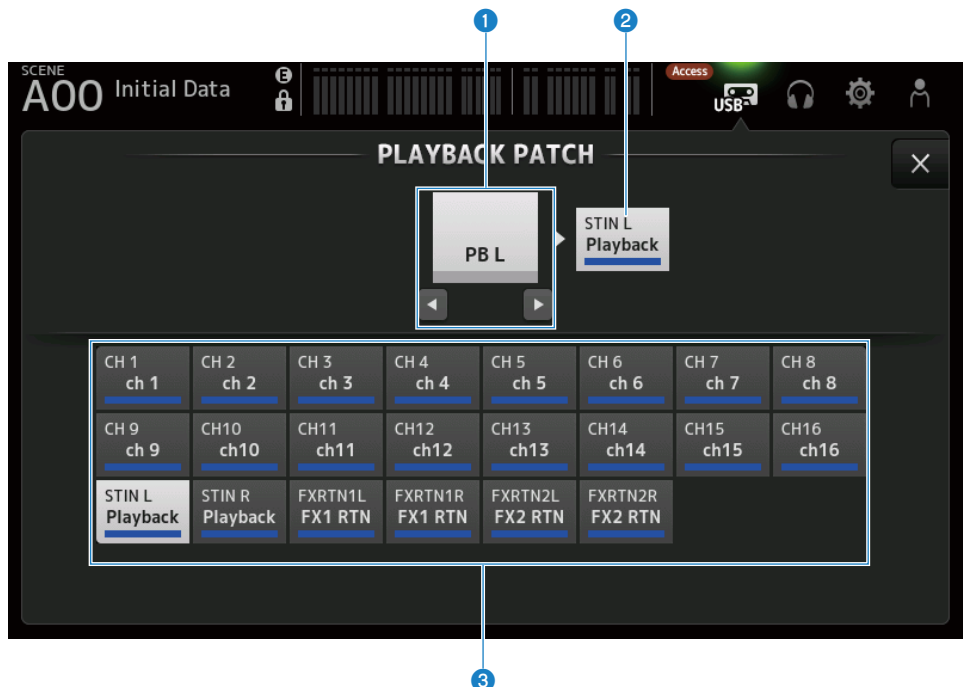 1 2
SCENE
A00 Initial Data E Access USB
PLAYBACK PATCH
PB L
STIN L
Playback
CH 1 CH 2 CH 3 CH 4 CH 5 CH 6 CH 7 CH 8
ch 1 ch 2 ch 3 ch 4 ch 5 ch 6 ch 7 ch 8
CH 9 CH10 CH11 CH12 CH13 CH14 CH15 CH16
ch 9 ch10 ch11 ch12 ch13 ch14 ch15 ch16
STIN L STIN R FXRTN1L FXRTN1R FXRTN2L FXRTN2R
Playback Playback FX1 RTN FX1 RTN FX2 RTN FX2 RTN
3